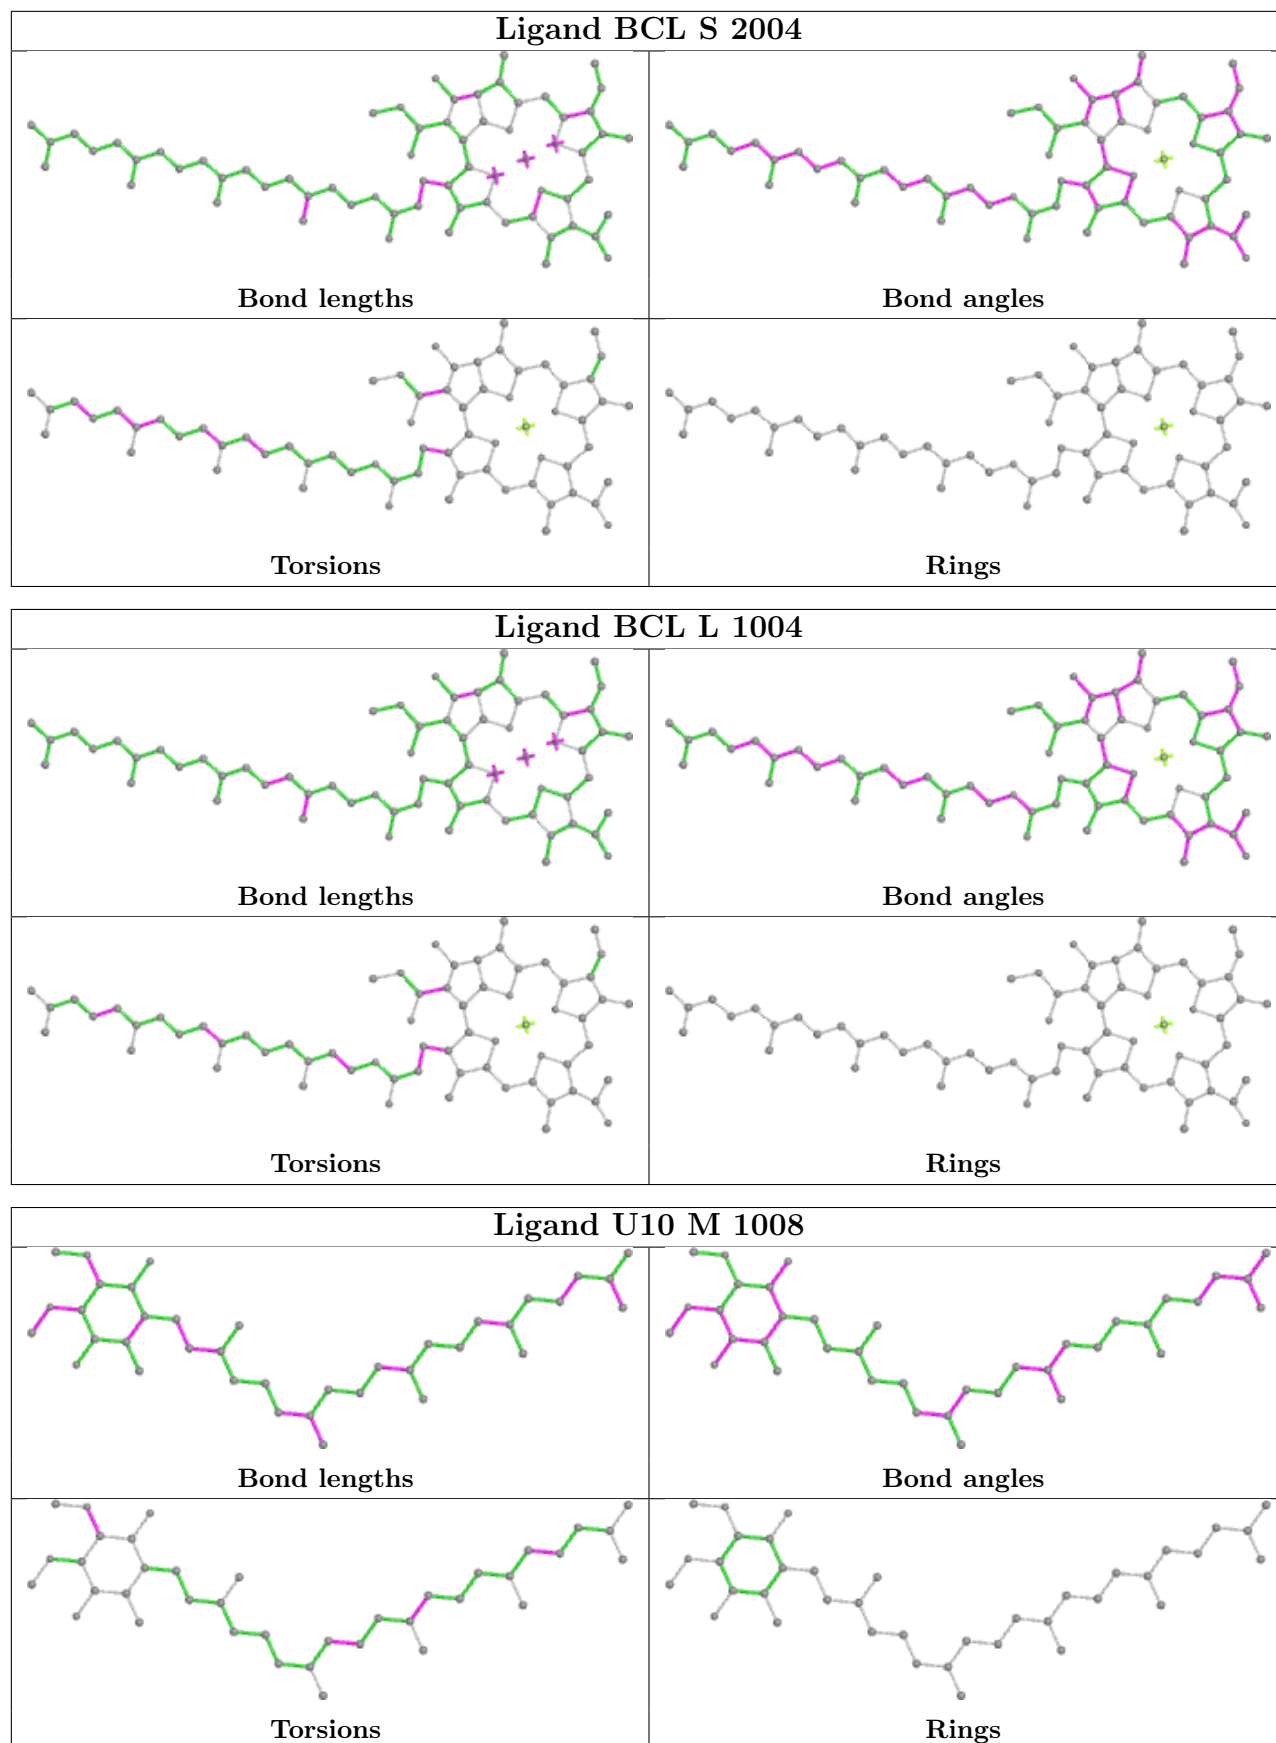 Ligand BCL S 2004
Bond lengths
Bond angles
Torsions
Rings
Ligand BCL L 1004
Bond lengths
Bond angles
Torsions
Rings
Ligand U10 M 1008
Bond lengths
Bond angles
Torsions
Rings